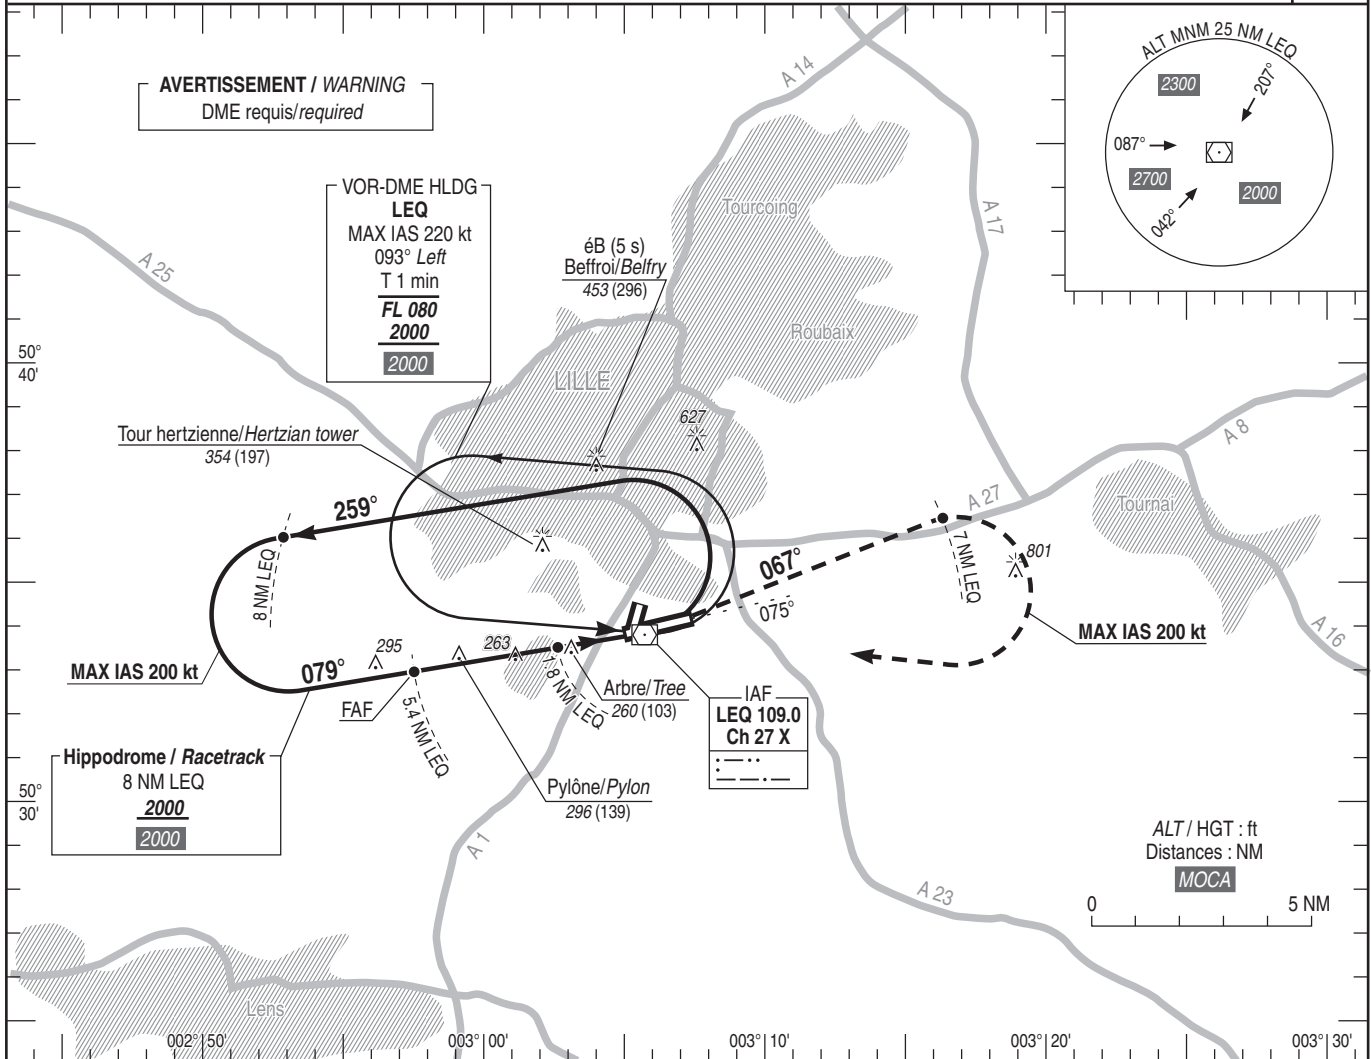 AVERTISSEMENT / WARNING
DME requis/required
VOR-DME HLDG
LEQ
MAX IAS 220 kt
093° Left
T 1 min
FL 080
2000
2000
éB (5 s)
Beffroi/Belfry
453 (296)
ALT MNM 25 NM LEQ
2300
207°
087°
2700
2000
042°
A 14
A 17
A 25
Tourcoing
Roubaix
LILLE
50°
40'
627
Tour hertzienne/Hertzian tower
354 (197)
A 8
A 27
Tournai
259°
8 NM LEQ
067°
075°
7 NM LEQ
801
MAX IAS 200 kt
A 16
295
263
MAX IAS 200 kt
079°
FAF
5.4 NM LEQ
1.8 NM LEQ
Arbre/Tree
260 (103)
IAF
LEQ 109.0
Ch 27 X
Hippodrome / Racetrack
8 NM LEQ
2000
2000
Pylône/Pylon
296 (139)
50°
30'
A 1
A 23
ALT / HGT : ft
Distances : NM
MOCA
0 5 NM
Lens
002° 50' 003° 00' 003° 10' 003° 20' 003° 30'